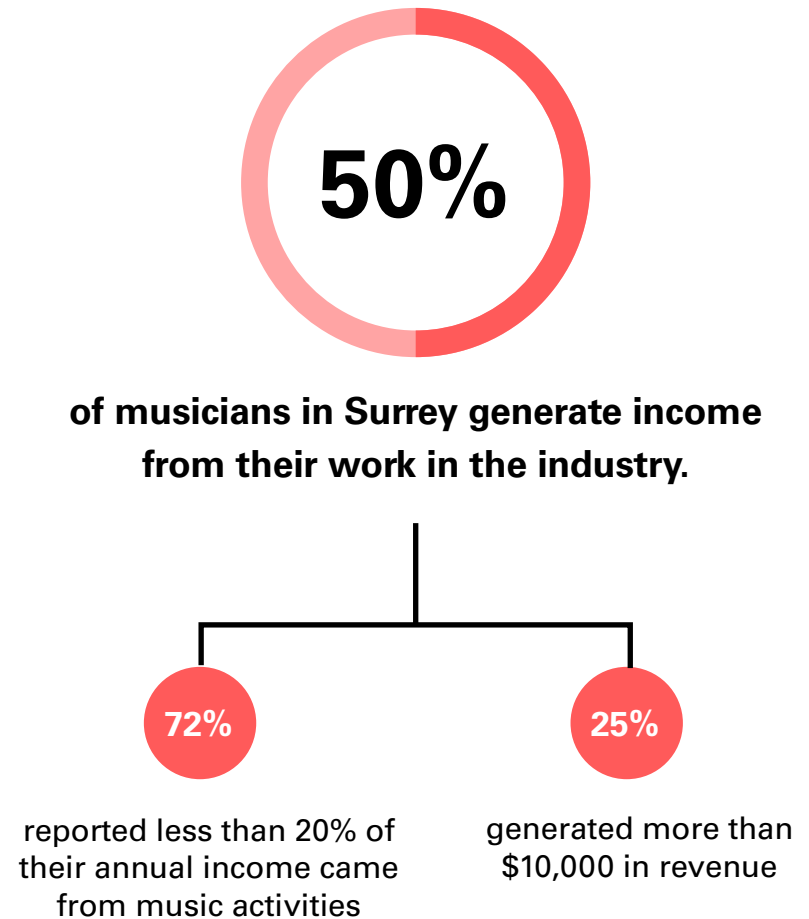 50%
of musicians in Surrey generate income
from their work in the industry.
72%
reported less than 20% of
their annual income came
from music activities
25%
generated more than
$10,000 in revenue